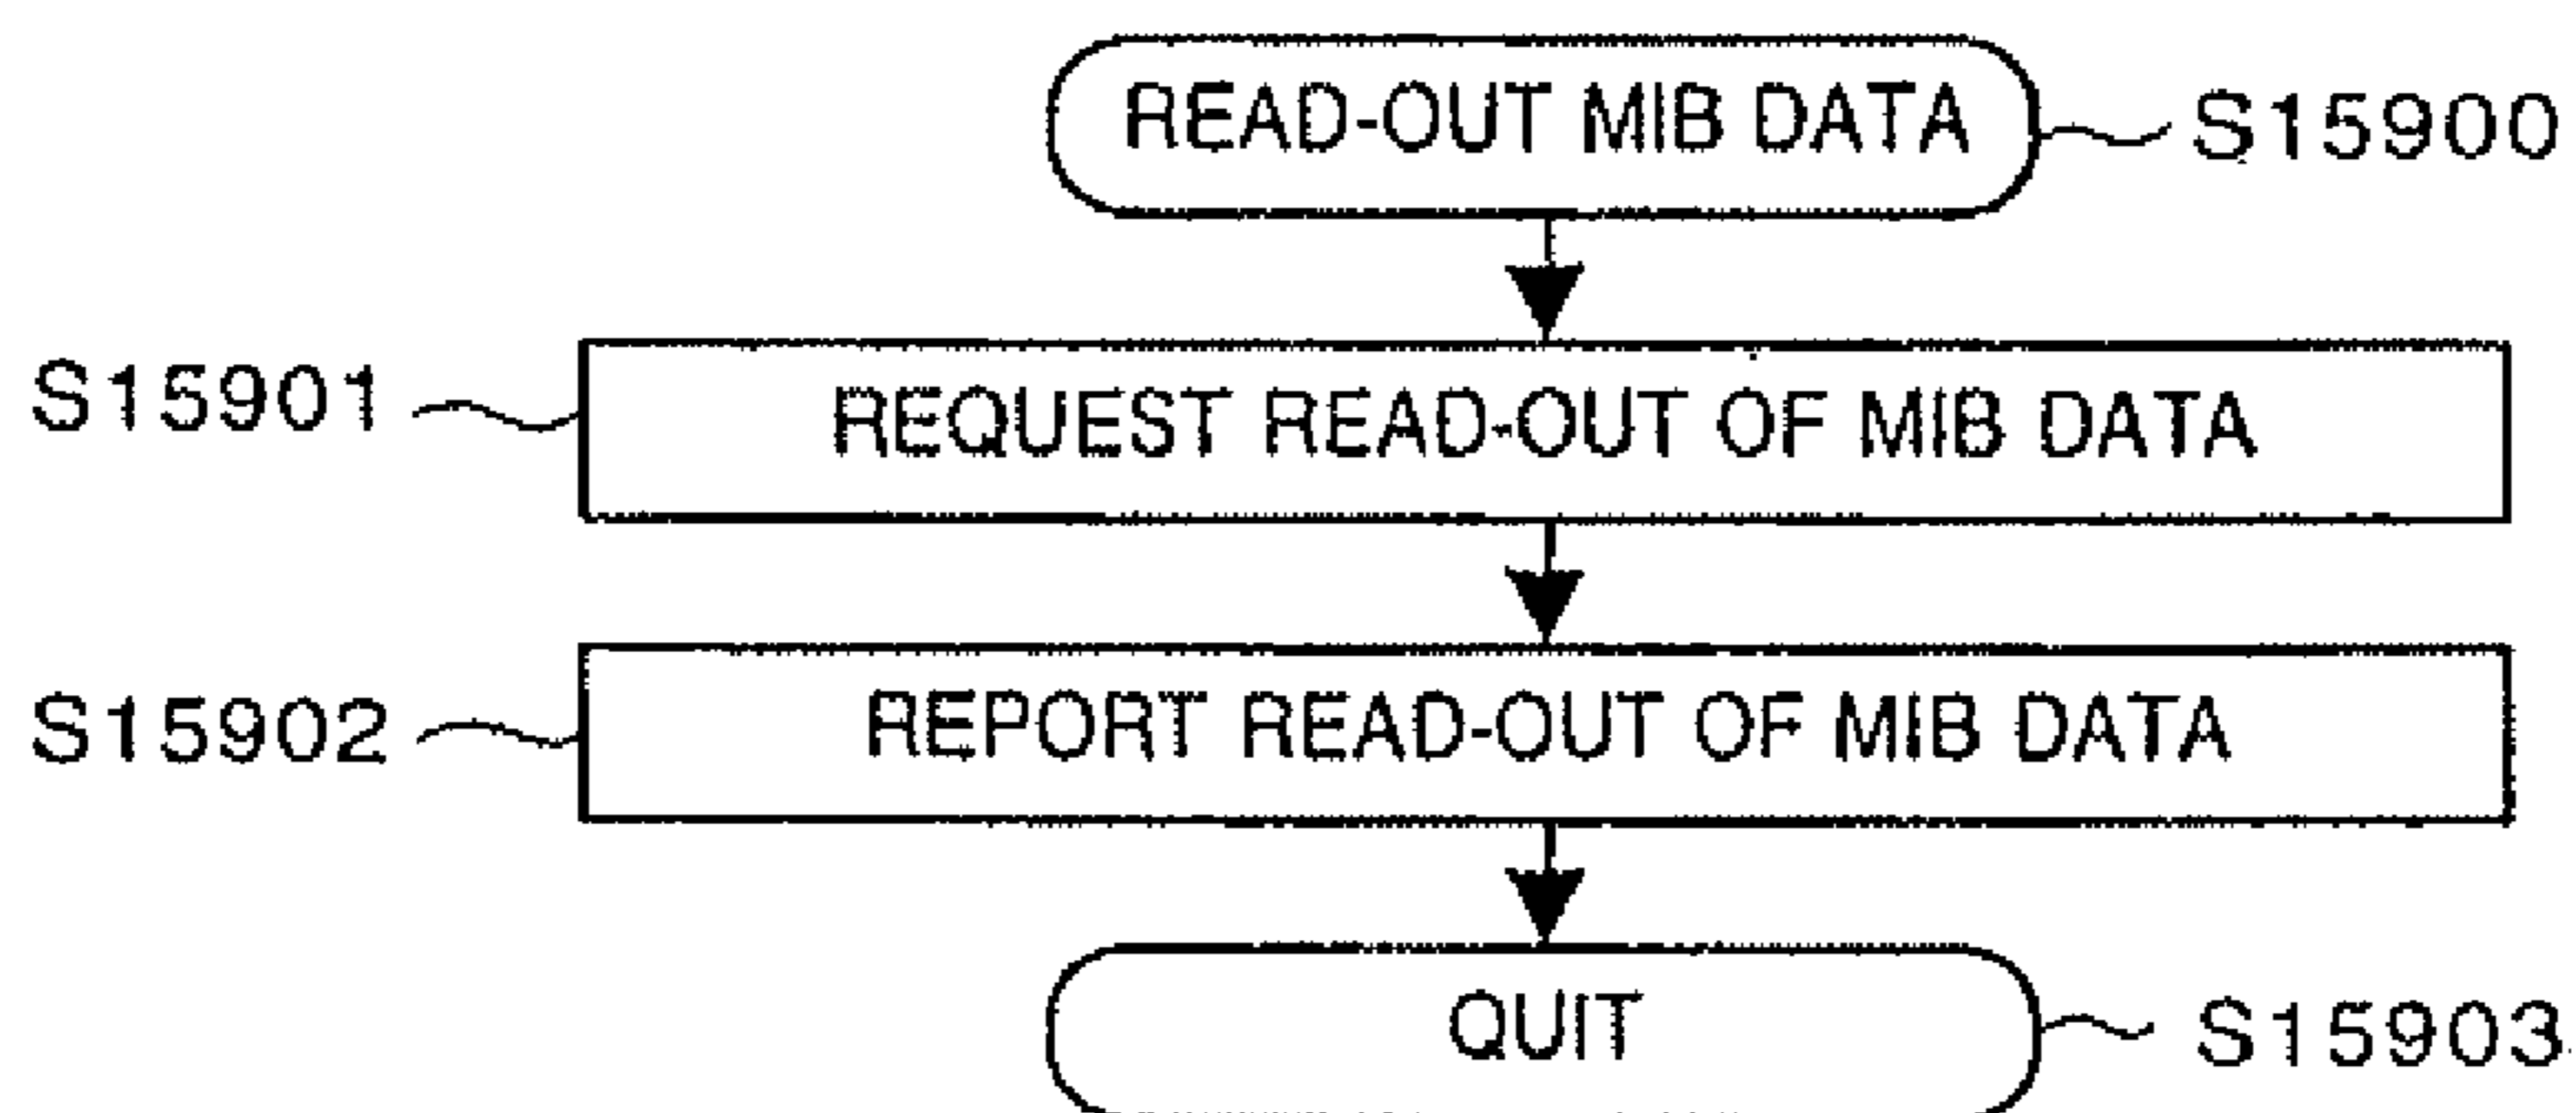 READ-OUT MIB DATA S15900
S15901 REQUEST READ-OUT OF MIB DATA
S15902 REPORT READ-OUT OF MIB DATA
QUIT S15903